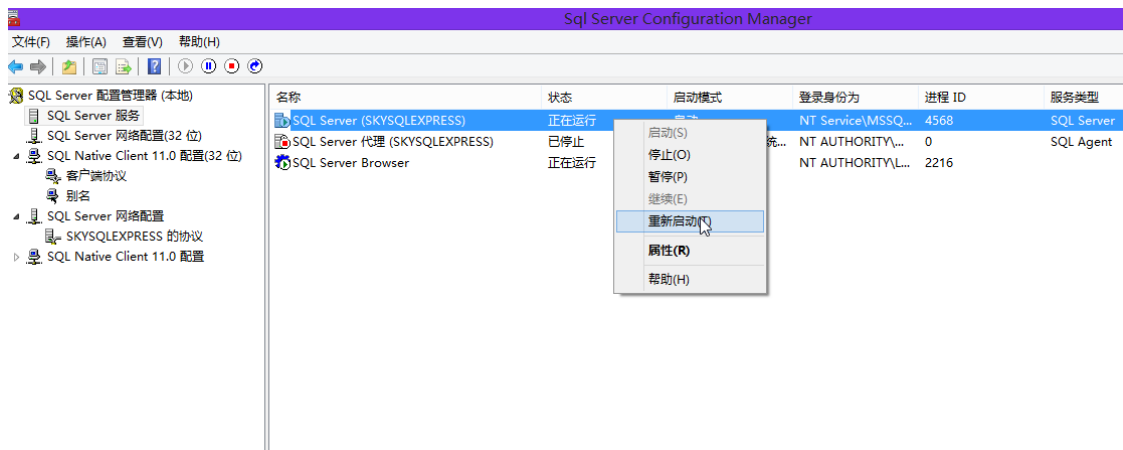 Sql Server Configuration Manager
文件(F) 操作(A) 查看(V) 帮助(H)
SQL Server 配置管理器 (本地)
SQL Server 服务
SQL Server 网络配置(32 位)
SQL Native Client 11.0 配置(32 位)
客户端协议
别名
SQL Server 网络配置
SKYSQLEXPRESS 的协议
SQL Native Client 11.0 配置
名称 状态 启动模式 登录身份为 进程 ID 服务类型
SQL Server (SKYSQLEXPRESS) 正在运行 NT Service\MSSQ... 4568 SQL Server
SQL Server 代理 (SKYSQLEXPRESS) 已停止 NT AUTHORITY\... 0 SQL Agent
SQL Server Browser 正在运行 NT AUTHORITY\L... 2216
启动(S)
停止(O)
暂停(P)
继续(E)
重新启动(T)
属性(R)
帮助(H)